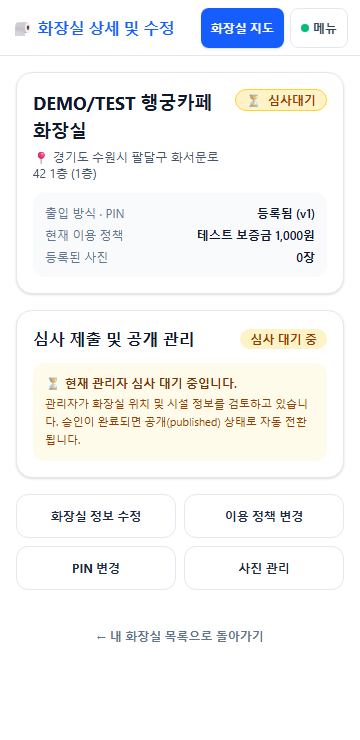 화장실 상세 및 수정
화장실 지도
메뉴
DEMO/TEST 행궁카페
화장실
심사대기
경기도 수원시 팔달구 화서문로
42 1층 (1층)
출입 방식 · PIN
등록됨 (v1)
현재 이용 정책
테스트 보증금 1,000원
등록된 사진
0장
심사 제출 및 공개 관리
심사 대기 중
현재 관리자 심사 대기 중입니다.
관리자가 화장실 위치 및 시설 정보를 검토하고 있습니
다. 승인이 완료되면 공개(published) 상태로 자동 전환
됩니다.
화장실 정보 수정
이용 정책 변경
PIN 변경
사진 관리
← 내 화장실 목록으로 돌아가기